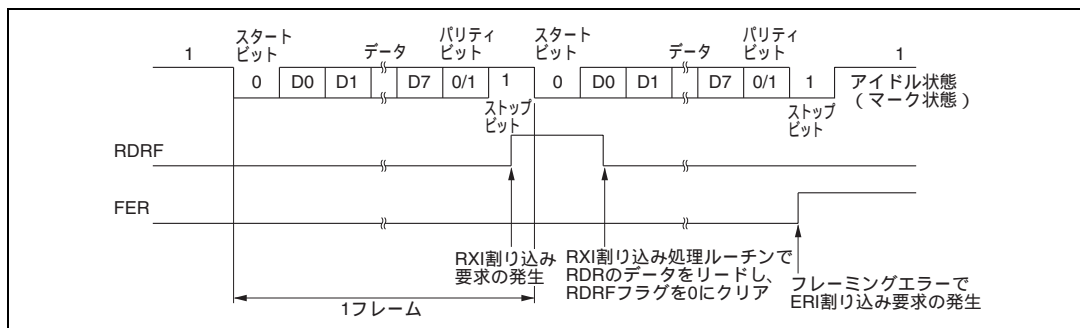 スタート
ビット
データ
パリティ
ビット
スタート
ビット
データ
パリティ
ビット
1
1
0 D0 D1 D7 0/1 1 0 D0 D1 D7 0/1 1
アイドル状態
(マーク状態)
ストップ
ビット
ストップ
ビット
RDRF
FER
RXI割り込み
要求の発生
RXI割り込み処理ルーチンで
RDRのデータをリードし、
RDRFフラグを0にクリア
フレーミングエラーで
ERI割り込み要求の発生
1フレーム